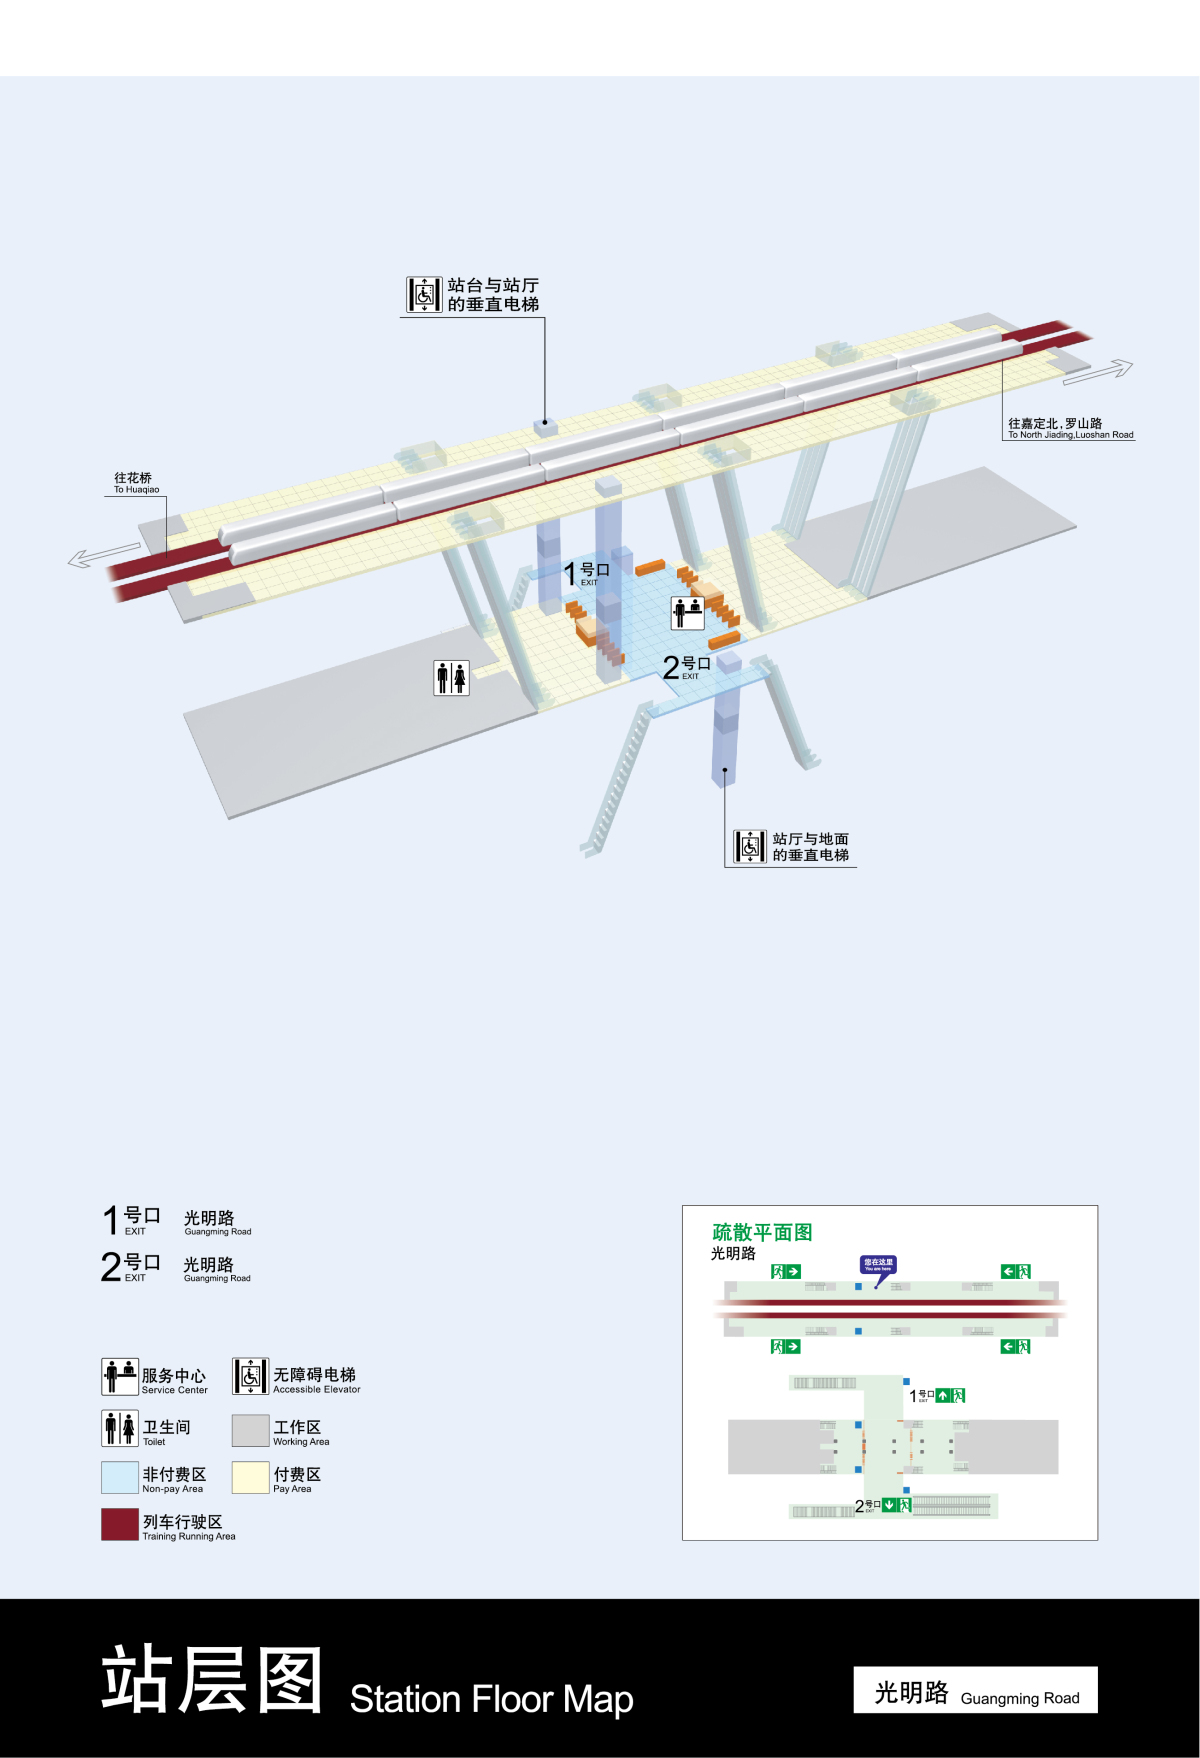 站台与站厅
的垂直电梯
往嘉定北,罗山路
To North Jiading,Luoshan Road
往花桥
To Huaqiao
1号口
EXIT
2号口
EXIT
站厅与地面
的垂直电梯
1号口 光明路
EXIT Guangming Road
2号口 光明路
EXIT Guangming Road
服务中心
Service Center
无障碍电梯
Accessible Elevator
卫生间
Toilet
工作区
Working Area
非付费区
Non-pay Area
付费区
Pay Area
列车行驶区
Training Running Area
疏散平面图
光明路
您在这里
You are here
1号口
EXIT
2号口
EXIT
站层图 Station Floor Map
光明路 Guangming Road